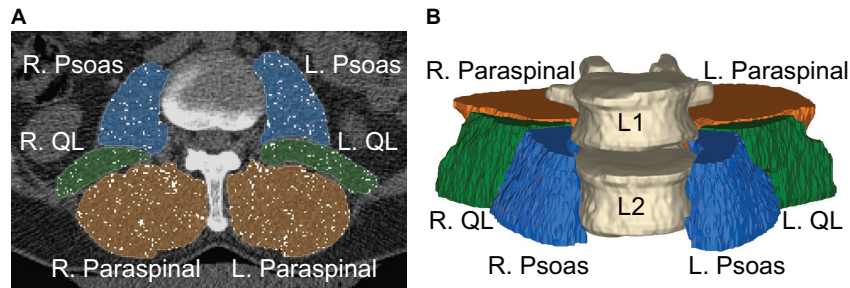 A
R. Psoas
L. Psoas
R. QL
L. QL
R. Paraspinal
L. Paraspinal
B
R. Paraspinal
L. Paraspinal
L1
L2
R. QL
L. QL
R. Psoas
L. Psoas